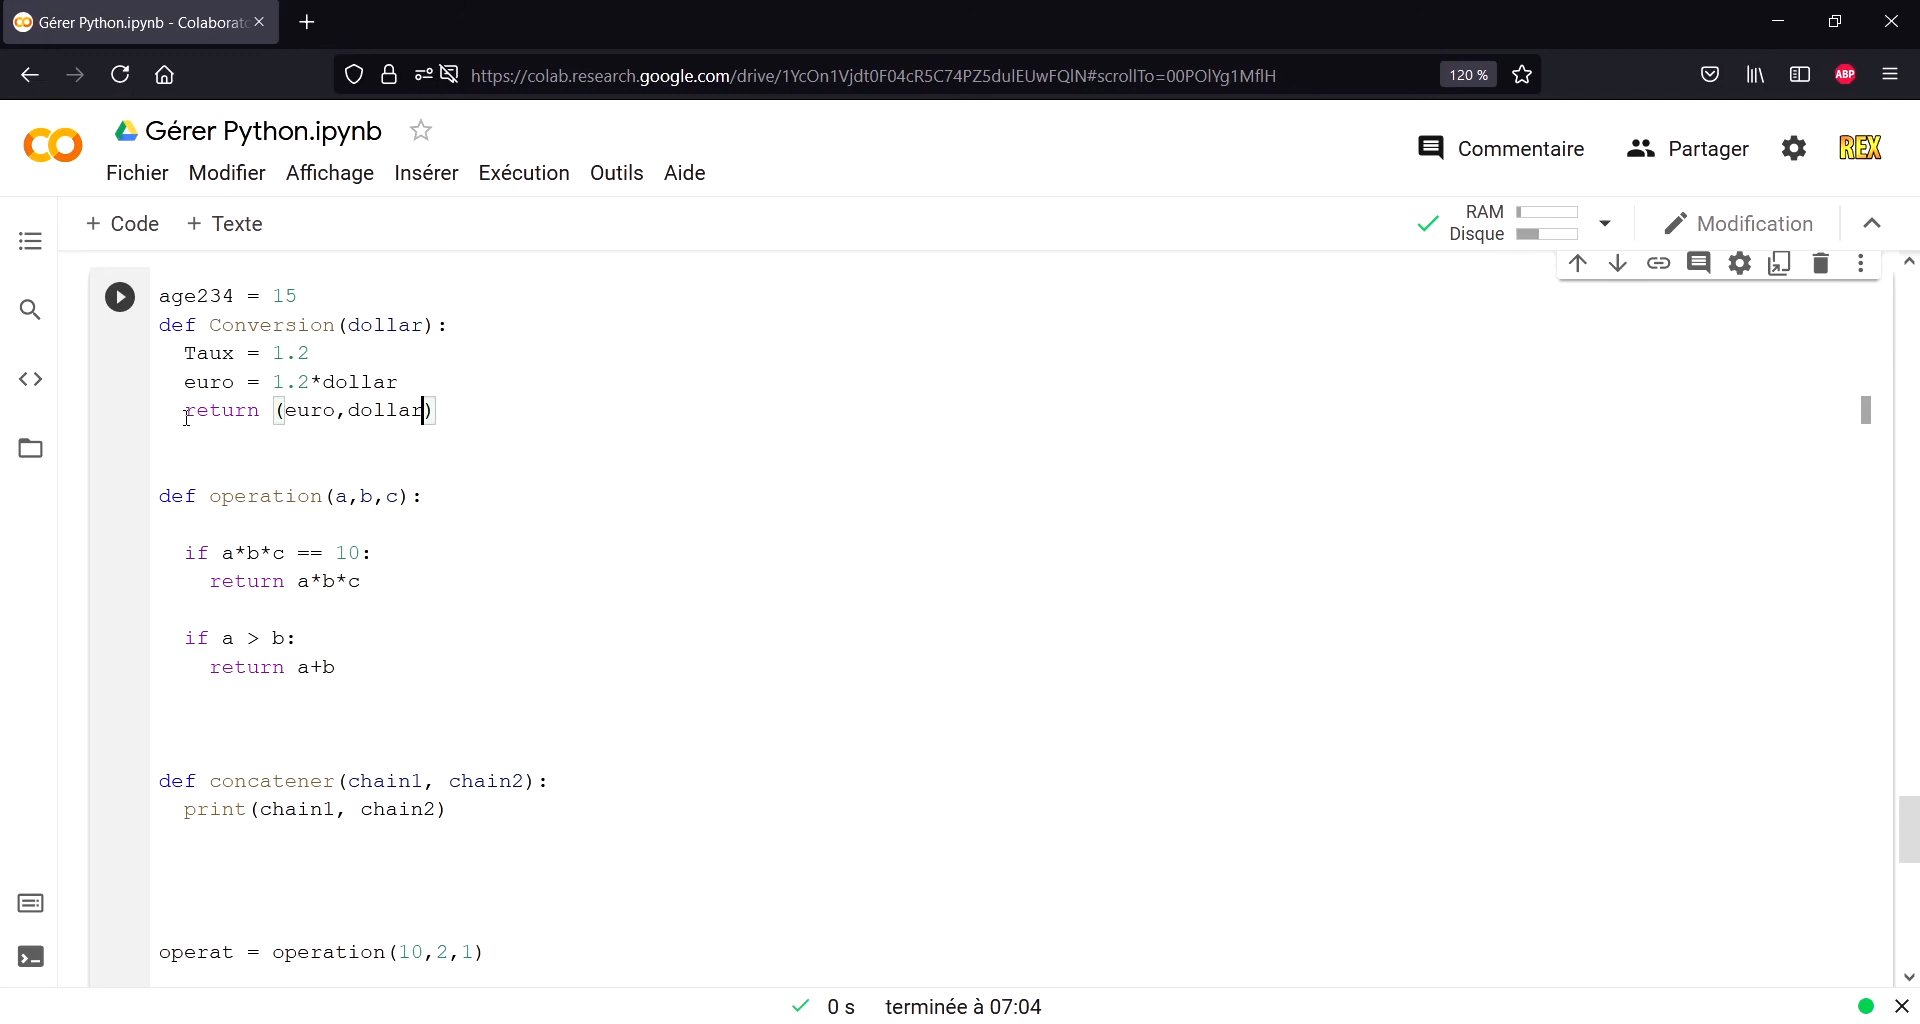 Gérer Python.ipynb - Colaborat
https://colab.research.google.com/drive/1YcOn1Vjdt0F04cR5C74PZ5dulEUwFQIN#scrollTo=00POlYg1MflH
120 %
ABP
Gérer Python.ipynb
Fichier Modifier Affichage Insérer Exécution Outils Aide
Commentaire
Partager
REX
+ Code + Texte
RAM
Disque
Modification
age234 = 15
def Conversion(dollar):
Taux = 1.2
euro = 1.2*dollar
return (euro,dollar)
def operation(a,b,c):
if a*b*c == 10:
return a*b*c
if a > b:
return a+b
def concatener(chain1, chain2):
print(chain1, chain2)
operat = operation(10,2,1)
0 s terminée à 07:04